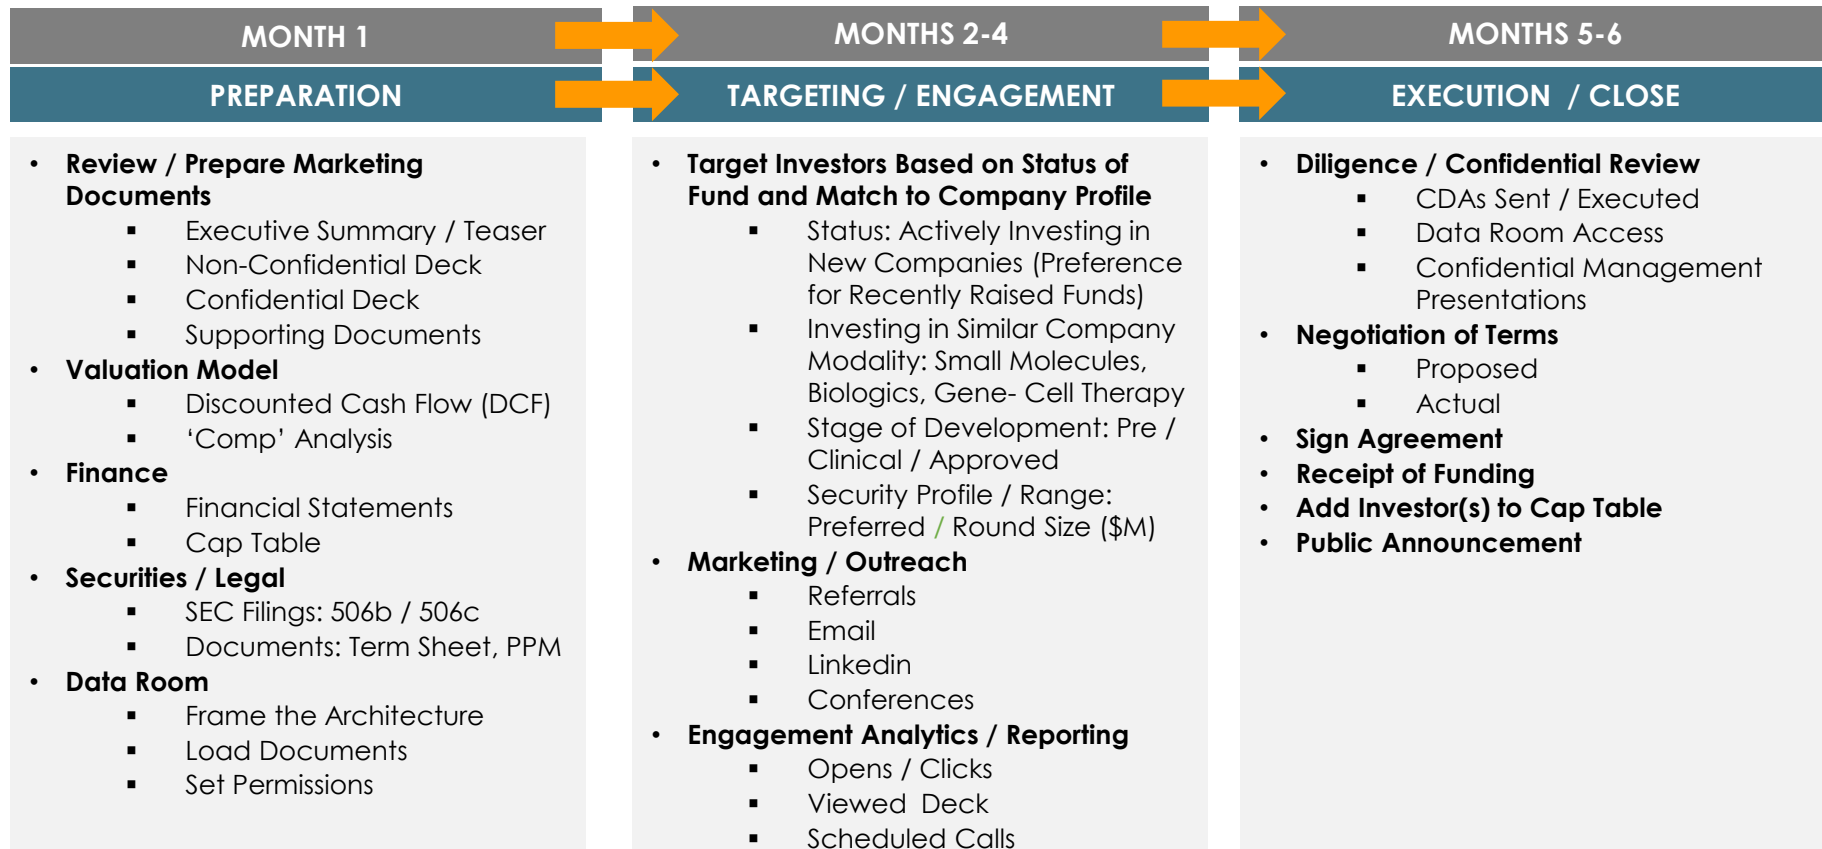 MONTH 1
PREPARATION
• Review / Prepare Marketing
Documents
▪ Executive Summary / Teaser
▪ Non-Confidential Deck
▪ Confidential Deck
▪ Supporting Documents
• Valuation Model
▪ Discounted Cash Flow (DCF)
▪ ‘Comp’ Analysis
• Finance
▪ Financial Statements
▪ Cap Table
• Securities / Legal
▪ SEC Filings: 506b / 506c
▪ Documents: Term Sheet, PPM
• Data Room
▪ Frame the Architecture
▪ Load Documents
▪ Set Permissions
MONTHS 2-4
TARGETING / ENGAGEMENT
• Target Investors Based on Status of
Fund and Match to Company Profile
▪ Status: Actively Investing in
New Companies (Preference
for Recently Raised Funds)
▪ Investing in Similar Company
Modality: Small Molecules,
Biologics, Gene- Cell Therapy
▪ Stage of Development: Pre /
Clinical / Approved
▪ Security Profile / Range:
Preferred / Round Size ($M)
• Marketing / Outreach
▪ Referrals
▪ Email
▪ Linkedin
▪ Conferences
• Engagement Analytics / Reporting
▪ Opens / Clicks
▪ Viewed Deck
▪ Scheduled Calls
MONTHS 5-6
EXECUTION / CLOSE
• Diligence / Confidential Review
▪ CDAs Sent / Executed
▪ Data Room Access
▪ Confidential Management
Presentations
• Negotiation of Terms
▪ Proposed
▪ Actual
• Sign Agreement
• Receipt of Funding
• Add Investor(s) to Cap Table
• Public Announcement